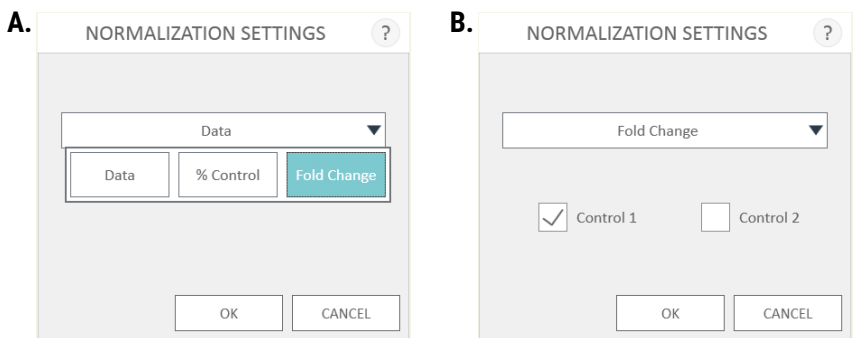 A.
NORMALIZATION SETTINGS ?
Data
Data % Control Fold Change
OK CANCEL
B.
NORMALIZATION SETTINGS ?
Fold Change
Control 1 Control 2
OK CANCEL